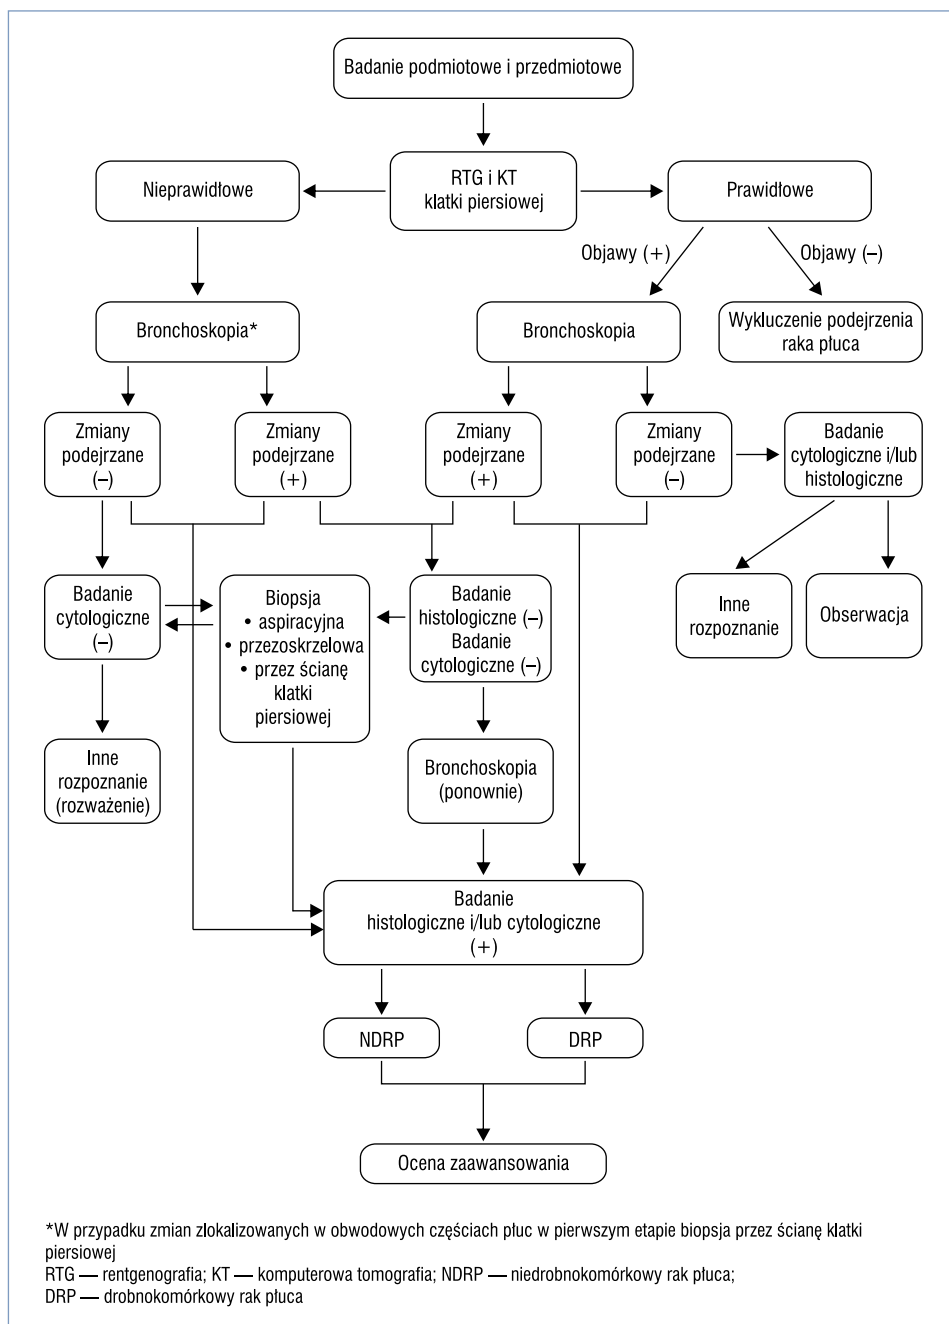 Badanie podmiotowe i przedmiotowe
Nieprawidłowe
RTG i KT
klatki piersiowej
Prawidłowe
Objawy (+)
Objawy (–)
Bronchoskopia*
Bronchoskopia
Wykluczenie podejrzenia
raka płuca
Zmiany
podejrzane
(–)
Zmiany
podejrzane
(+)
Zmiany
podejrzane
(+)
Zmiany
podejrzane
(–)
Badanie
cytologiczne i/lub
histologiczne
Badanie
cytologiczne
(–)
Biopsja
• aspiracyjna
• przezoskrzelowa
• przez ścianę
klatki
piersiowej
Badanie
histologiczne (–)
Badanie
cytologiczne (–)
Inne
rozpoznanie
Obserwacja
Inne
rozpoznanie
(rozważenie)
Bronchoskopia
(ponownie)
Badanie
histologiczne i/lub cytologiczne
(+)
NDRP
DRP
Ocena zaawansowania
*W przypadku zmian zlokalizowanych w obwodowych częściach płuc w pierwszym etapie biopsja przez ścianę klatki
piersiowej
RTG — rentgenografia; KT — komputerowa tomografia; NDRP — niedrobnokomórkowy rak płuca;
DRP — drobnokomórkowy rak płuca